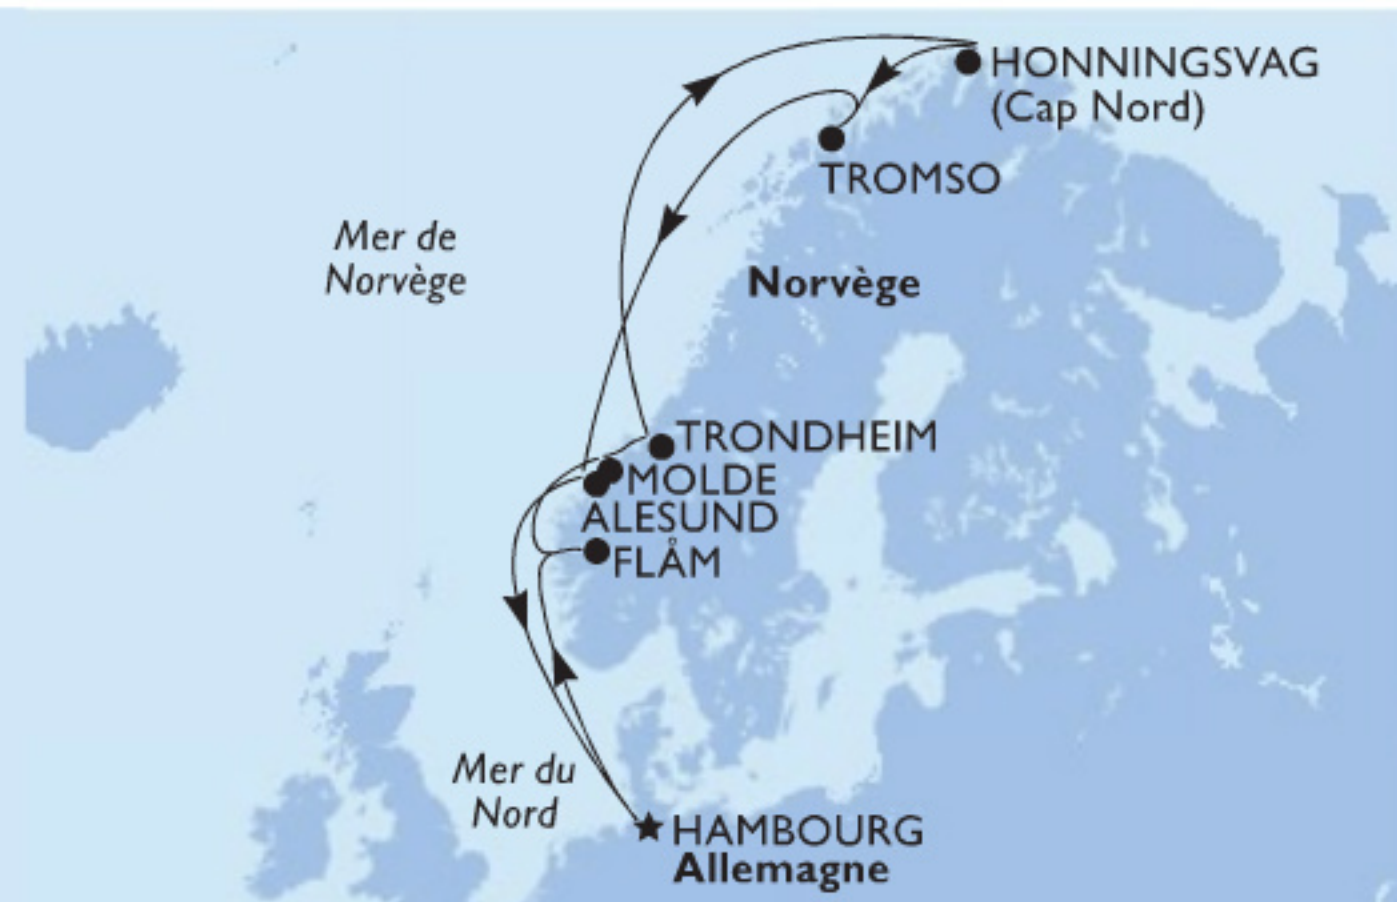 HONNINGSVAG
(Cap Nord)
TROMSO
Mer de
Norvège
Norvège
TRONDHEIM
MOLDE
ALESUND
FLÅM
Mer du
Nord
HAMBOURG
Allemagne